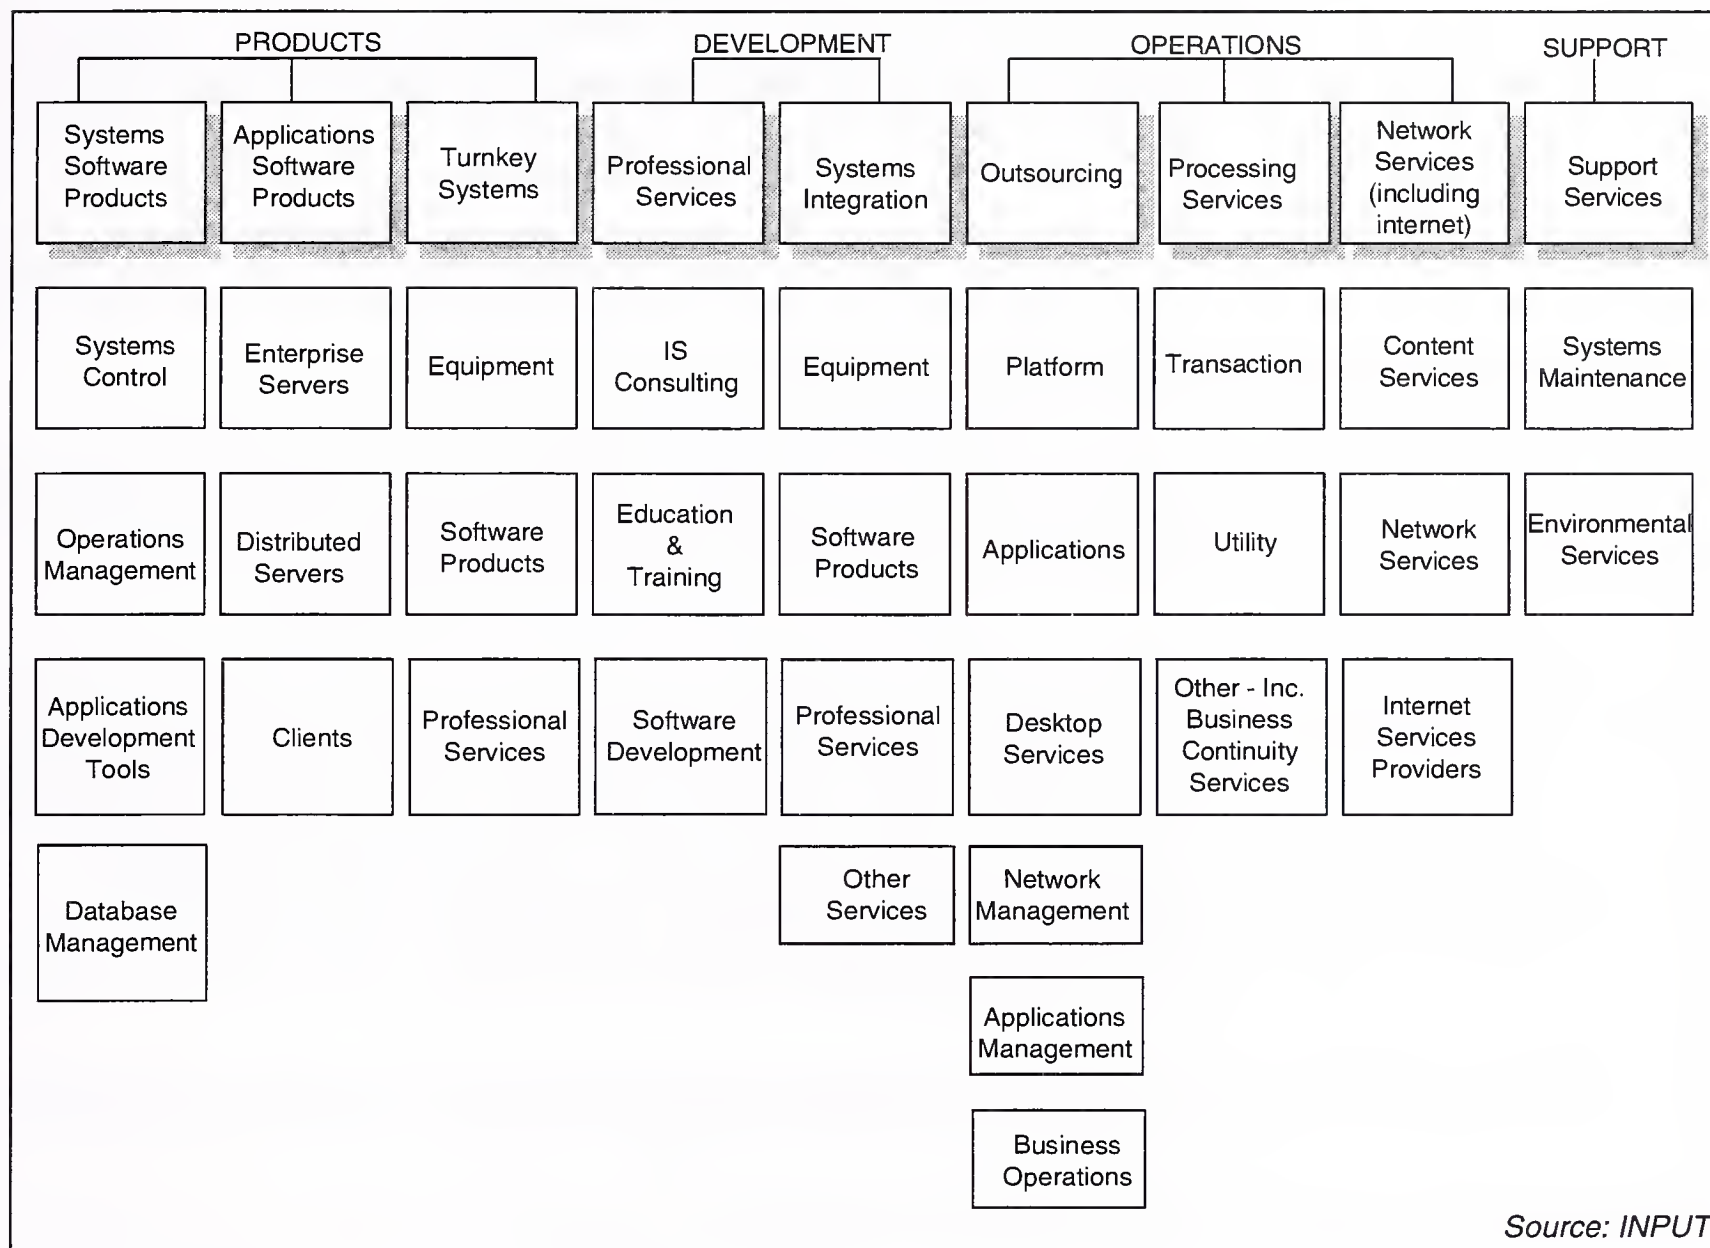 PRODUCTS
DEVELOPMENT
OPERATIONS
SUPPORT
Systems
Software
Products
Applications
Software
Products
Turnkey
Systems
Professional
Services
Systems
Integration
Outsourcing
Processing
Services
Network
Services
(including
internet)
Support
Services
Systems
Control
Enterprise
Servers
Equipment
IS
Consulting
Equipment
Platform
Transaction
Content
Services
Systems
Maintenance
Operations
Management
Distributed
Servers
Software
Products
Education
&
Training
Software
Products
Applications
Utility
Network
Services
Environmental
Services
Applications
Development
Tools
Clients
Professional
Services
Software
Development
Professional
Services
Desktop
Services
Other - Inc.
Business
Continuity
Services
Internet
Services
Providers
Database
Management
Other
Services
Network
Management
Applications
Management
Business
Operations
Source: INPUT